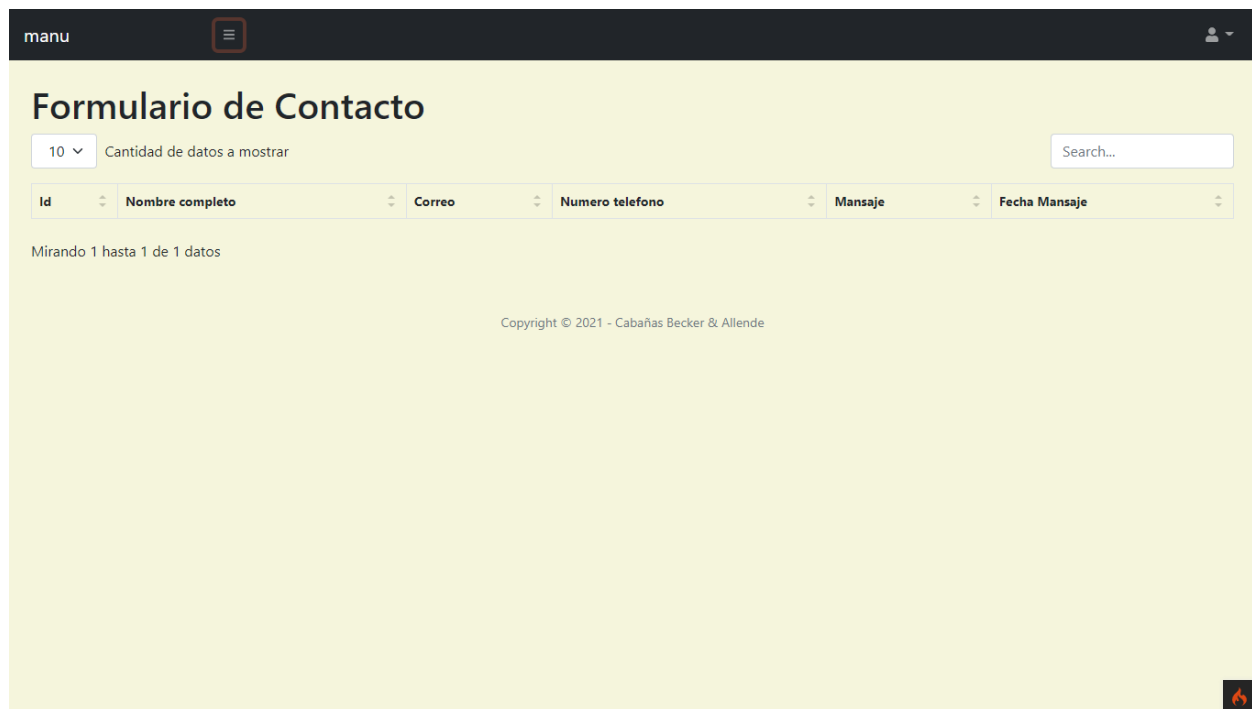 manu
Formulario de Contacto
10 Cantidad de datos a mostrar Search...
Id Nombre completo Correo Numero telefono Mansaje Fecha Mansaje
Mirando 1 hasta 1 de 1 datos
Copyright © 2021 - Cabañas Becker & Allende